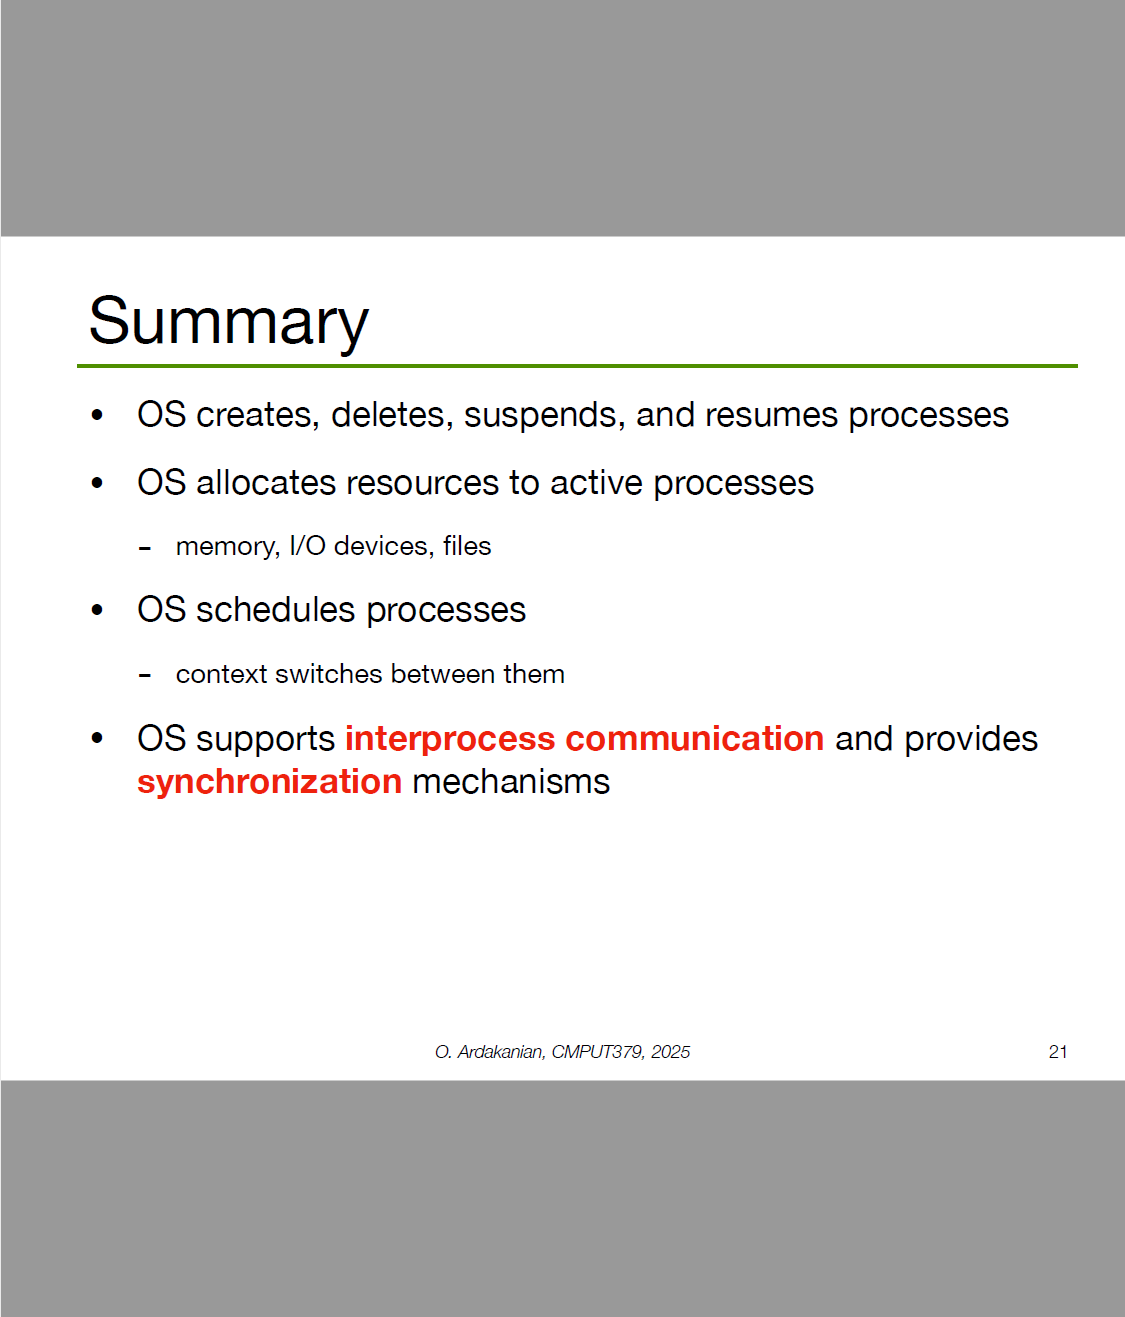 Summary
• OS creates, deletes, suspends, and resumes processes
• OS allocates resources to active processes
– memory, I/O devices, files
• OS schedules processes
– context switches between them
• OS supports interprocess communication and provides
synchronization mechanisms
O. Ardakanian, CMPUT379, 2025
21